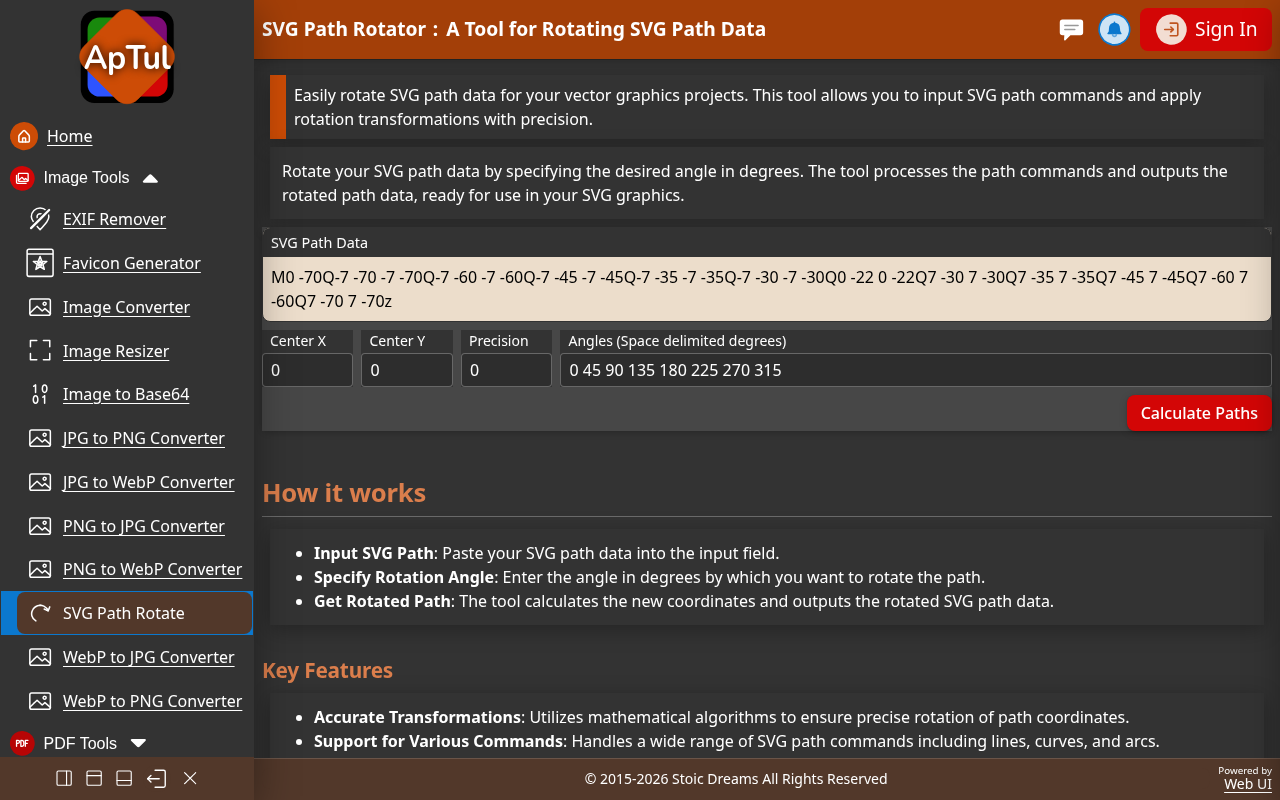 ApTul
Home
Image Tools
EXIF Remover
Favicon Generator
Image Converter
Image Resizer
Image to Base64
JPG to PNG Converter
JPG to WebP Converter
PNG to JPG Converter
PNG to WebP Converter
SVG Path Rotate
WebP to JPG Converter
WebP to PNG Converter
PDF
PDF Tools
SVG Path Rotator : A Tool for Rotating SVG Path Data
Sign In
Easily rotate SVG path data for your vector graphics projects. This tool allows you to input SVG path commands and apply
rotation transformations with precision.
Rotate your SVG path data by specifying the desired angle in degrees. The tool processes the path commands and outputs the
rotated path data, ready for use in your SVG graphics.
SVG Path Data
M0 -70Q-7 -70 -7 -70Q-7 -60 -7 -60Q-7 -45 -7 -45Q-7 -35 -7 -35Q-7 -30 -7 -30Q0 -22 0 -22Q7 -30 7 -30Q7 -35 7 -35Q7 -45 7 -45Q7 -60 7
-60Q7 -70 7 -70z
Center X
Center Y
Precision
Angles (Space delimited degrees)
0
0
0
0 45 90 135 180 225 270 315
Calculate Paths
How it works
Input SVG Path: Paste your SVG path data into the input field.
Specify Rotation Angle: Enter the angle in degrees by which you want to rotate the path.
Get Rotated Path: The tool calculates the new coordinates and outputs the rotated SVG path data.
Key Features
Accurate Transformations: Utilizes mathematical algorithms to ensure precise rotation of path coordinates.
Support for Various Commands: Handles a wide range of SVG path commands including lines, curves, and arcs.
© 2015-2026 Stoic Dreams All Rights Reserved
Powered by
Web UI